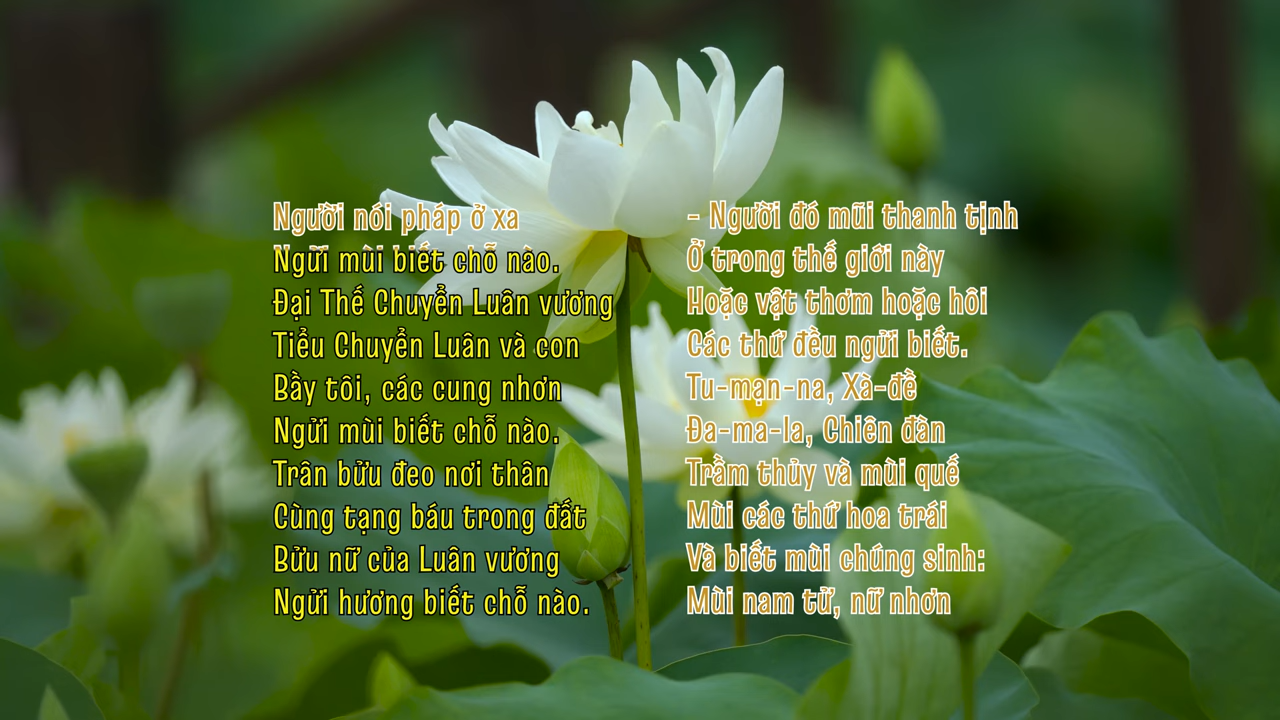 Người nói pháp ở xa
Ngữi mùi biết chỗ nào.
Đại Thế Chuyển Luân vương
Tiểu Chuyển Luân và con
Bầy tôi, các cung nhơn
Ngửi mùi biết chỗ nào.
Trân bửu đeo nơi thân
Cùng tạng báu trong đất
Bửu nữ của Luân vương
Ngửi hương biết chỗ nào.
- Người đó mũi thanh tịnh
Ở trong thế giới này
Hoặc vật thơm hoặc hôi
Các thứ đều ngửi biết.
Tu-mạn-na, Xà-đề
Đa-ma-la, Chiên đàn
Trầm thủy và mùi quế
Mùi các thứ hoa trái
Và biết mùi chúng sinh:
Mùi nam tử, nữ nhơn